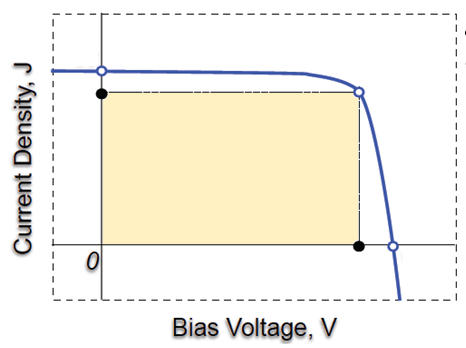 Current Density, J
0
Bias Voltage, V